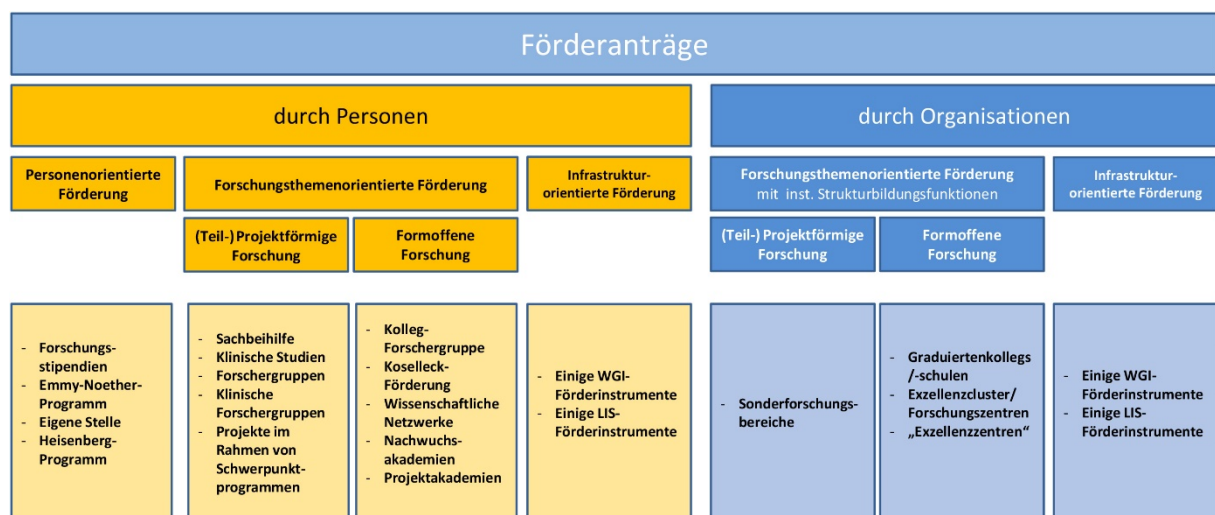 Förderanträge
durch Personen
durch Organisationen
Personenorientierte
Förderung
Forschungsthemenorientierte Förderung
Infrastruktur-
orientierte Förderung
Forschungsthemenorientierte Förderung
mit inst. Strukturbildungsfunktionen
Infrastruktur-
orientierte Förderung
(Teil-) Projektförmige
Forschung
Formoffene
Forschung
(Teil-) Projektförmige
Forschung
Formoffene
Forschung
- Forschungs-
stipendien
- Emmy-Noether-
Programm
- Eigene Stelle
- Heisenberg-
Programm
- Sachbeihilfe
- Klinische Studien
- Forschergruppen
- Klinische
Forschergruppen
- Projekte im
Rahmen von
Schwerpunkt-
programmen
- Kolleg-
Forschergruppe
- Koselleck-
Förderung
- Wissenschaftliche
Netzwerke
- Nachwuchs-
akademien
- Projektakademien
- Einige WGI-
Förderinstrumente
- Einige LIS-
Förderinstrumente
- Sonderforschungs-
bereiche
- Graduiertenkollegs
/-schulen
- Exzellenzcluster/
Forschungszentren
- „Exzellenzzentren“
- Einige WGI-
Förderinstrumente
- Einige LIS-
Förderinstrumente